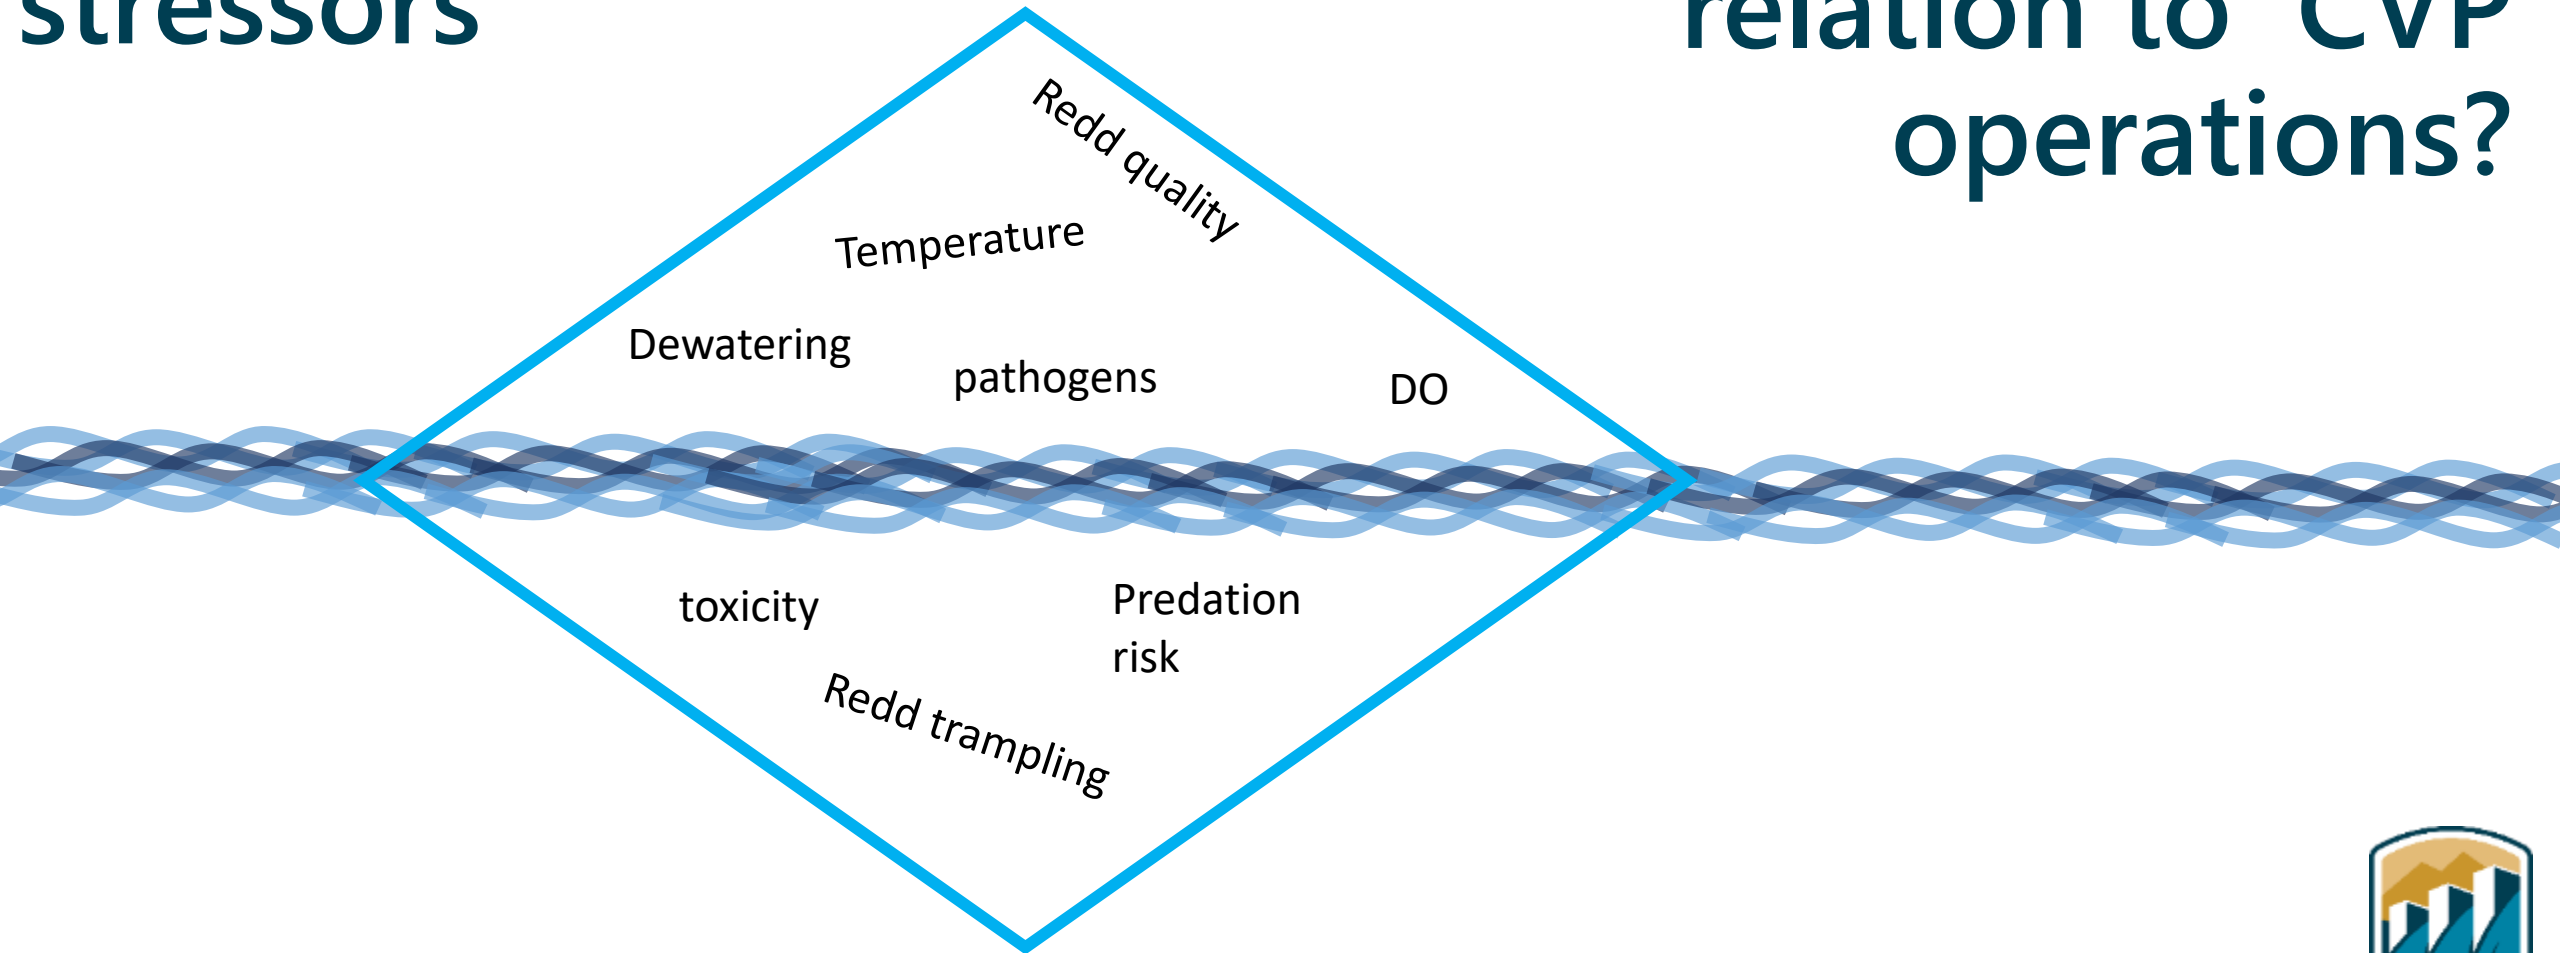 stressors
relation to CVP
operations?
Redd quality
Temperature
Dewatering
pathogens
DO
toxicity
Predation
risk
Redd trampling